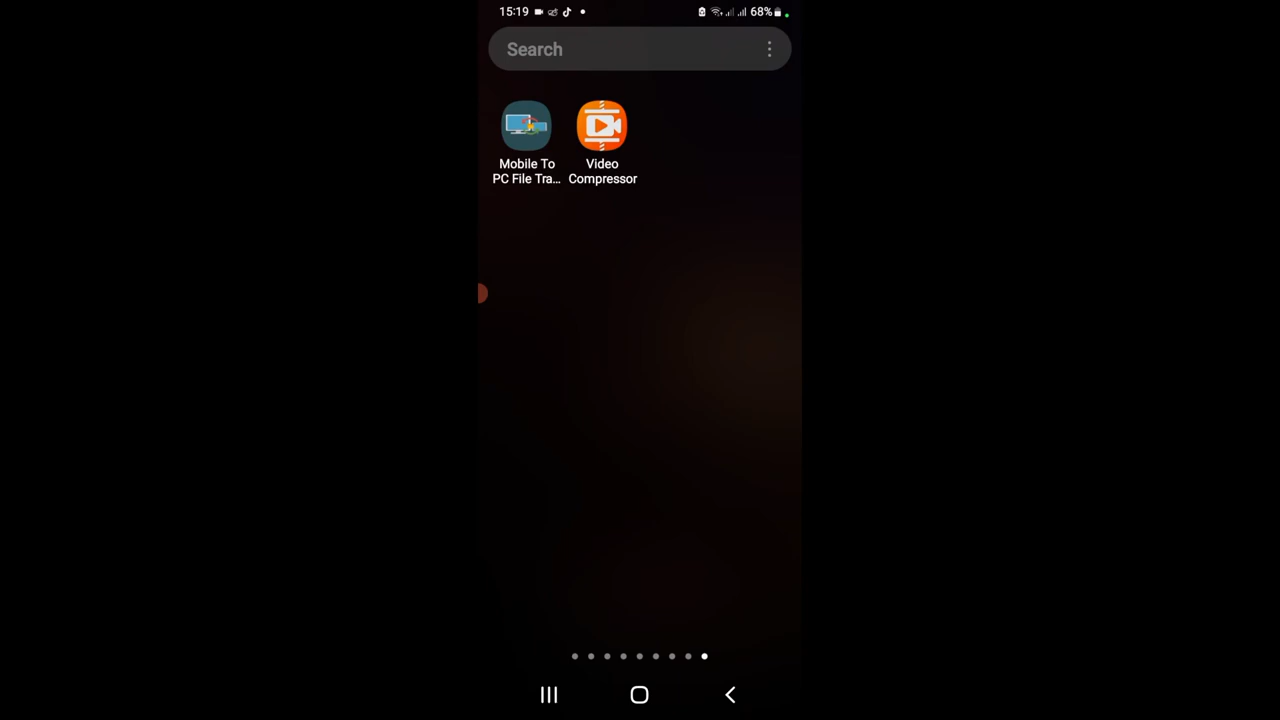 15:19 68%
Search
Mobile To
PC File Tra...
Video
Compressor